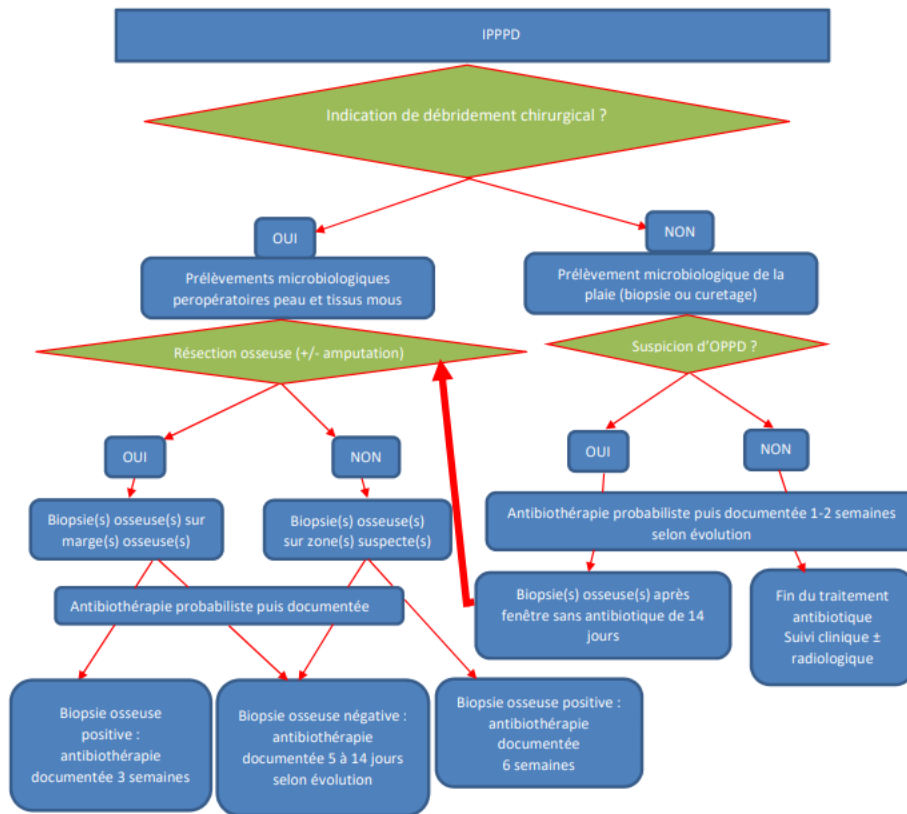 IPPPD
Indication de débridement chirurgical ?
OUI
NON
Prélèvements microbiologiques
peropératoires peau et tissus mous
Prélèvement microbiologique de la
plaie (biopsie ou curetage)
Résection osseuse (+/- amputation)
Suspicion d'OPPD ?
OUI
NON
OUI
NON
Biopsie(s) osseuse(s) sur
marge(s) osseuse(s)
Biopsie(s) osseuse(s)
sur zone(s) suspecte(s)
Antibiothérapie probabiliste puis documentée 1-2 semaines
selon évolution
Antibiothérapie probabiliste puis documentée
Biopsie(s) osseuse(s) après
fenêtre sans antibiotique de 14
jours
Fin du traitement
antibiotique
Suivi clinique ±
radiologique
Biopsie osseuse
positive :
antibiothérapie
documentée 3 semaines
Biopsie osseuse négative :
antibiothérapie
documentée 5 à 14 jours
selon évolution
Biopsie osseuse positive :
antibiothérapie
documentée
6 semaines